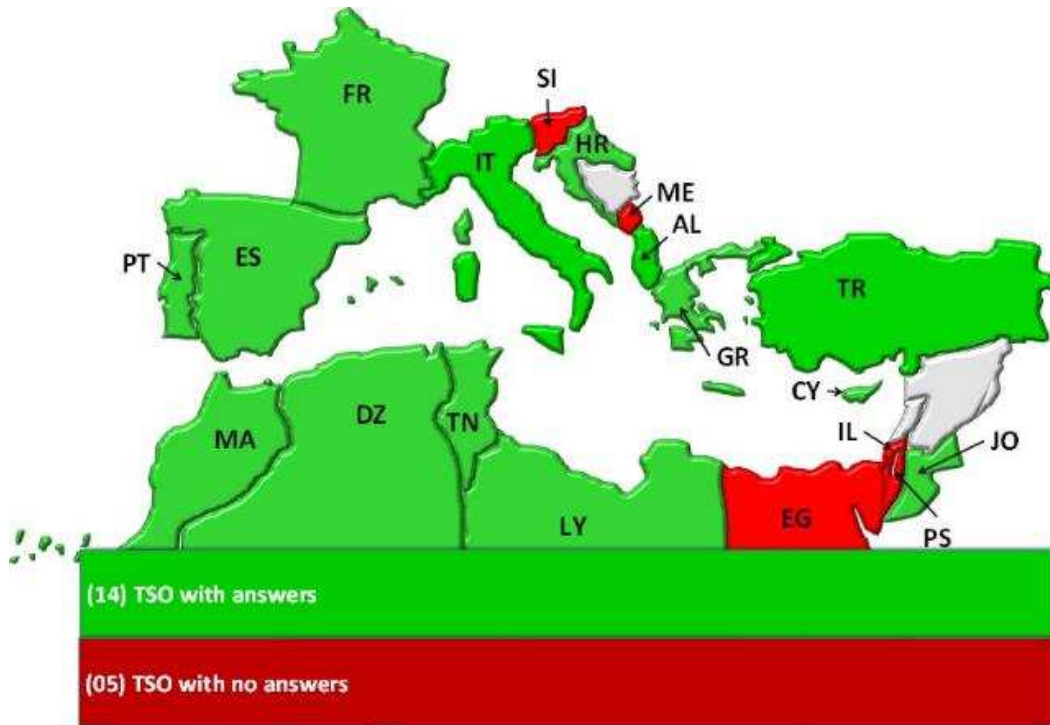 FR
SI
HR
IT
ME
AL
PT
ES
TR
GR
CY
MA
DZ
TN
IL
JO
LY
EG
PS
(14) TSO with answers
(05) TSO with no answers